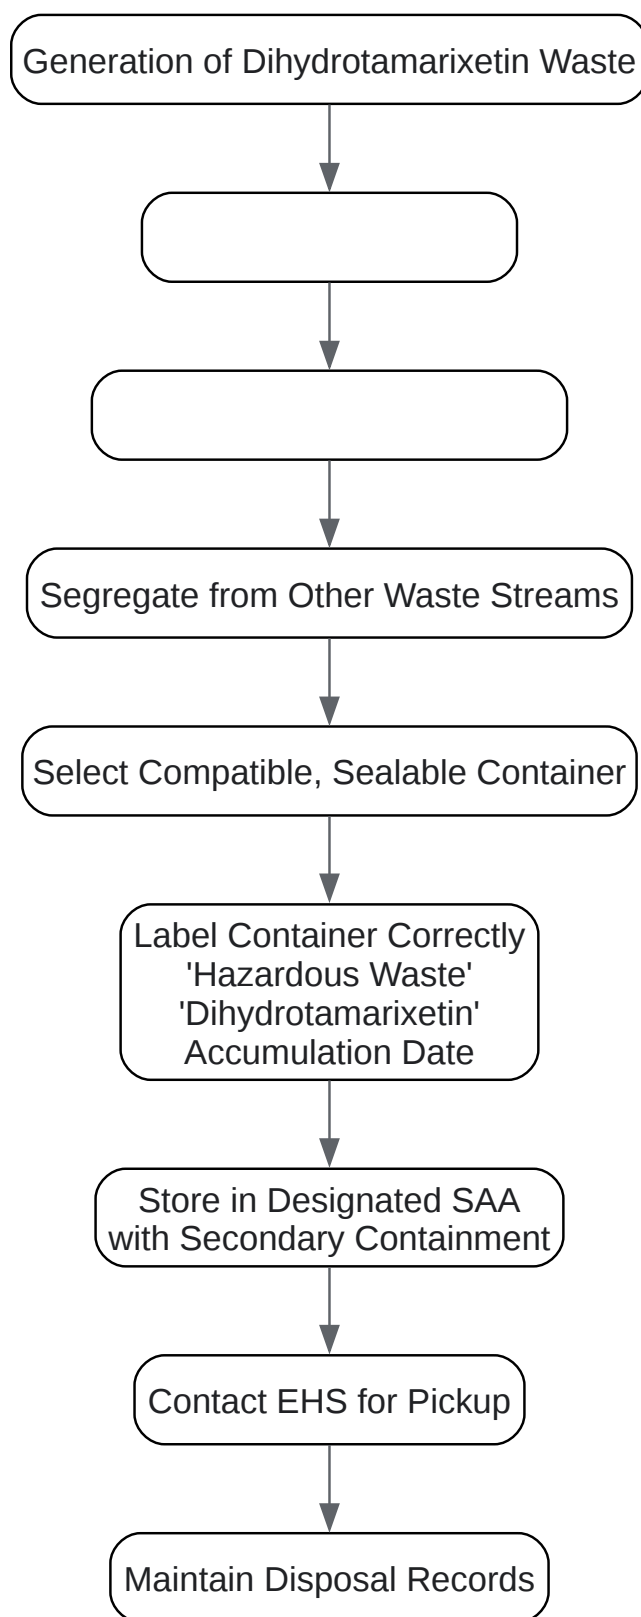 Generation of Dihydrotamarixetin Waste
Segregate from Other Waste Streams
Select Compatible, Sealable Container
Label Container Correctly
'Hazardous Waste'
'Dihydrotamarixetin'
Accumulation Date
Store in Designated SAA
with Secondary Containment
Contact EHS for Pickup
Maintain Disposal Records